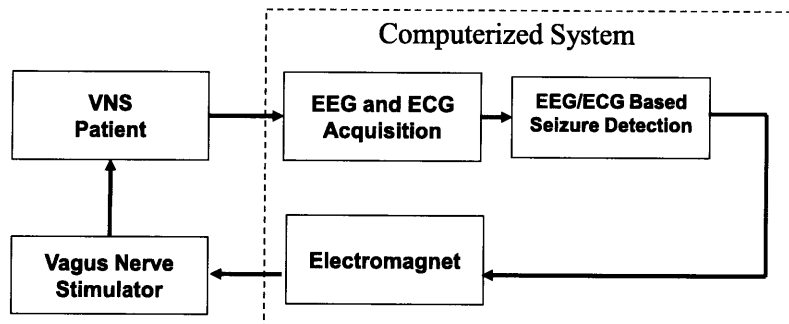 Computerized System
VNS
Patient
EEG and ECG
Acquisition
EEG/ECG Based
Seizure Detection
Vagus Nerve
Stimulator
Electromagnet